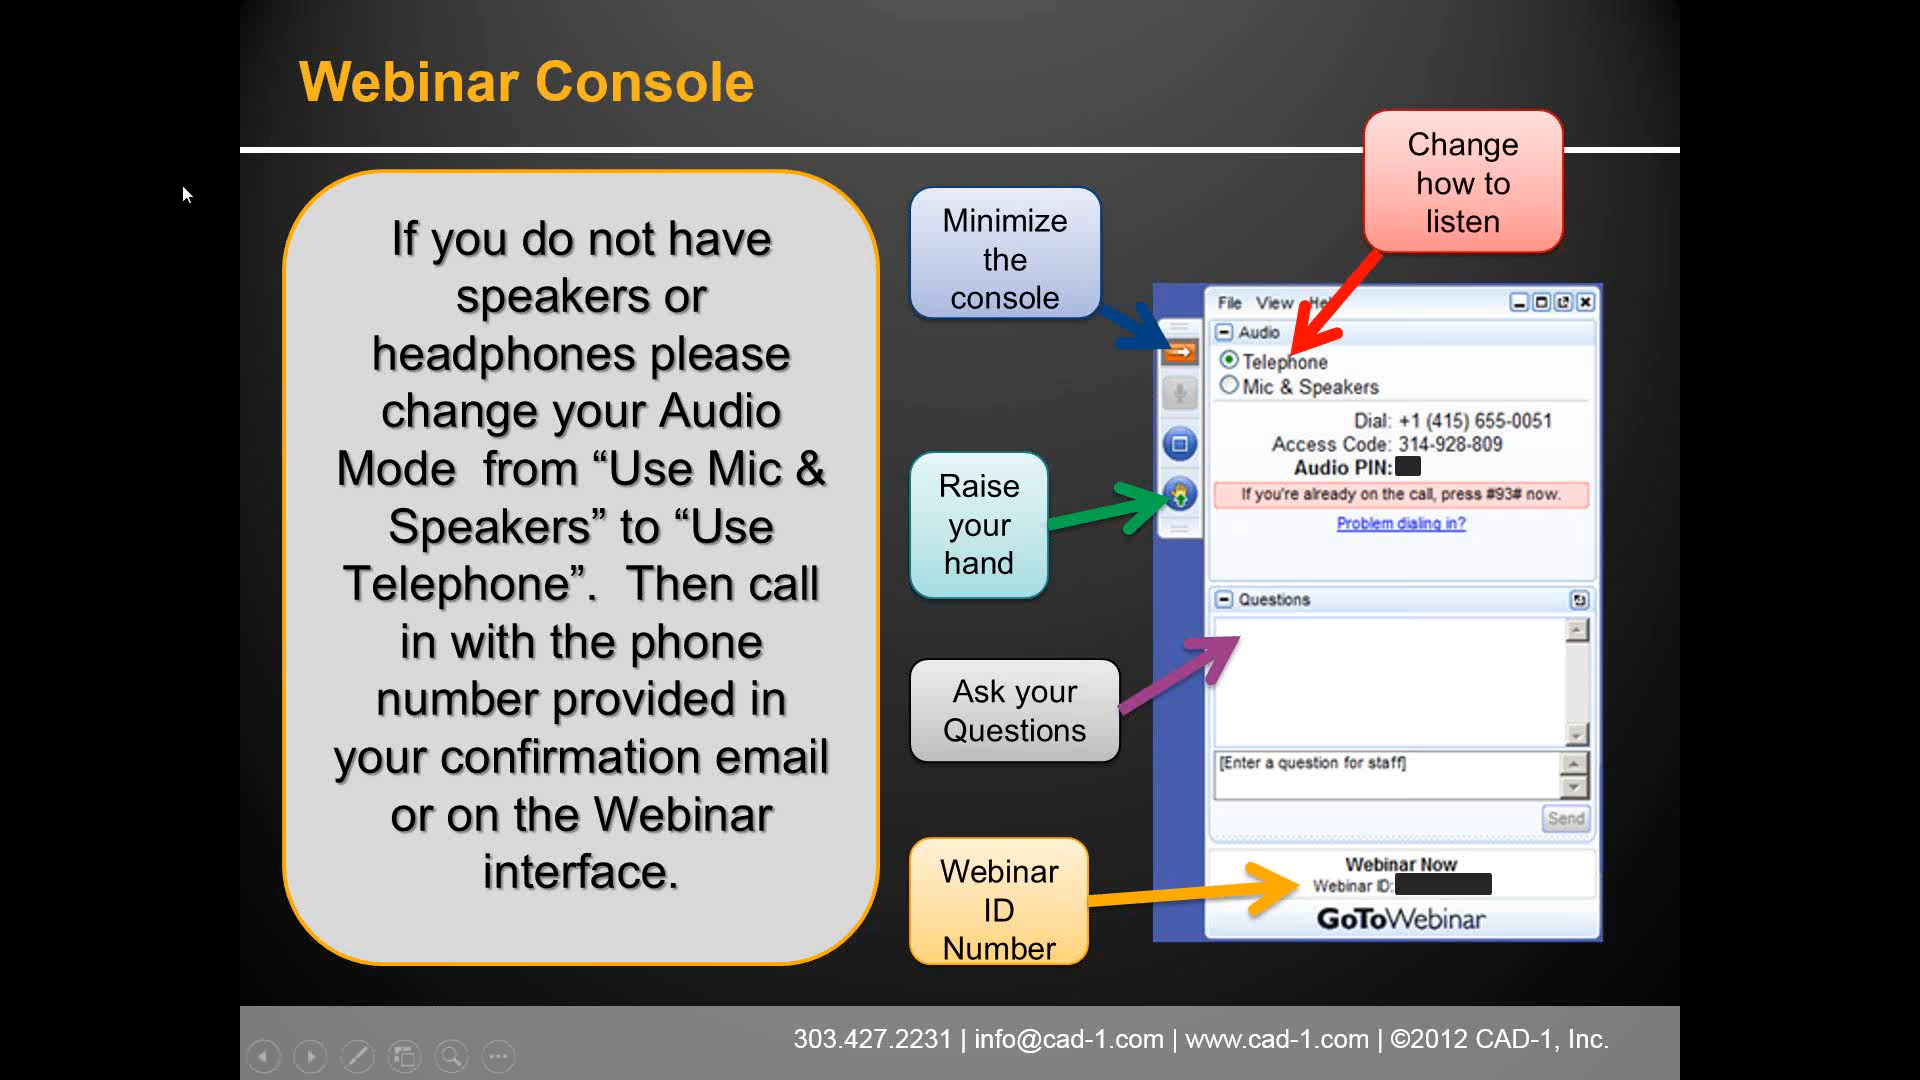 Webinar Console
If you do not have
speakers or
headphones please
change your Audio
Mode  from “Use Mic &
Speakers” to “Use
Telephone”.  Then call
in with the phone
number provided in
your confirmation email
or on the Webinar
interface.
Minimize
the
console
Change
how to
listen
Raise
your
hand
Ask your
Questions
Webinar
ID
Number
File View Hel
Audio
Telephone
Mic & Speakers
Dial: +1 (415) 655-0051
Access Code: 314-928-809
Audio PIN:
If you're already on the call, press #93# now.
Problem dialing in?
Questions
[Enter a question for staff]
Send
Webinar Now
Webinar ID:
GoToWebinar
303.427.2231 | info@cad-1.com | www.cad-1.com | ©2012 CAD-1, Inc.